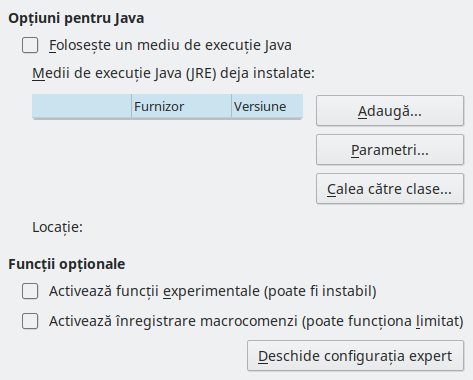 Opțiuni pentru Java
Folosește un mediu de execuție Java
Medii de execuție Java (JRE) deja instalate:
Furnizor Versiune
Adaugă...
Parametri...
Calea către clase...
Locație:
Funcții opționale
Activează funcții experimentale (poate fi instabil)
Activează înregistrare macrocomenzi (poate funcționa limitat)
Deschide configurația expert